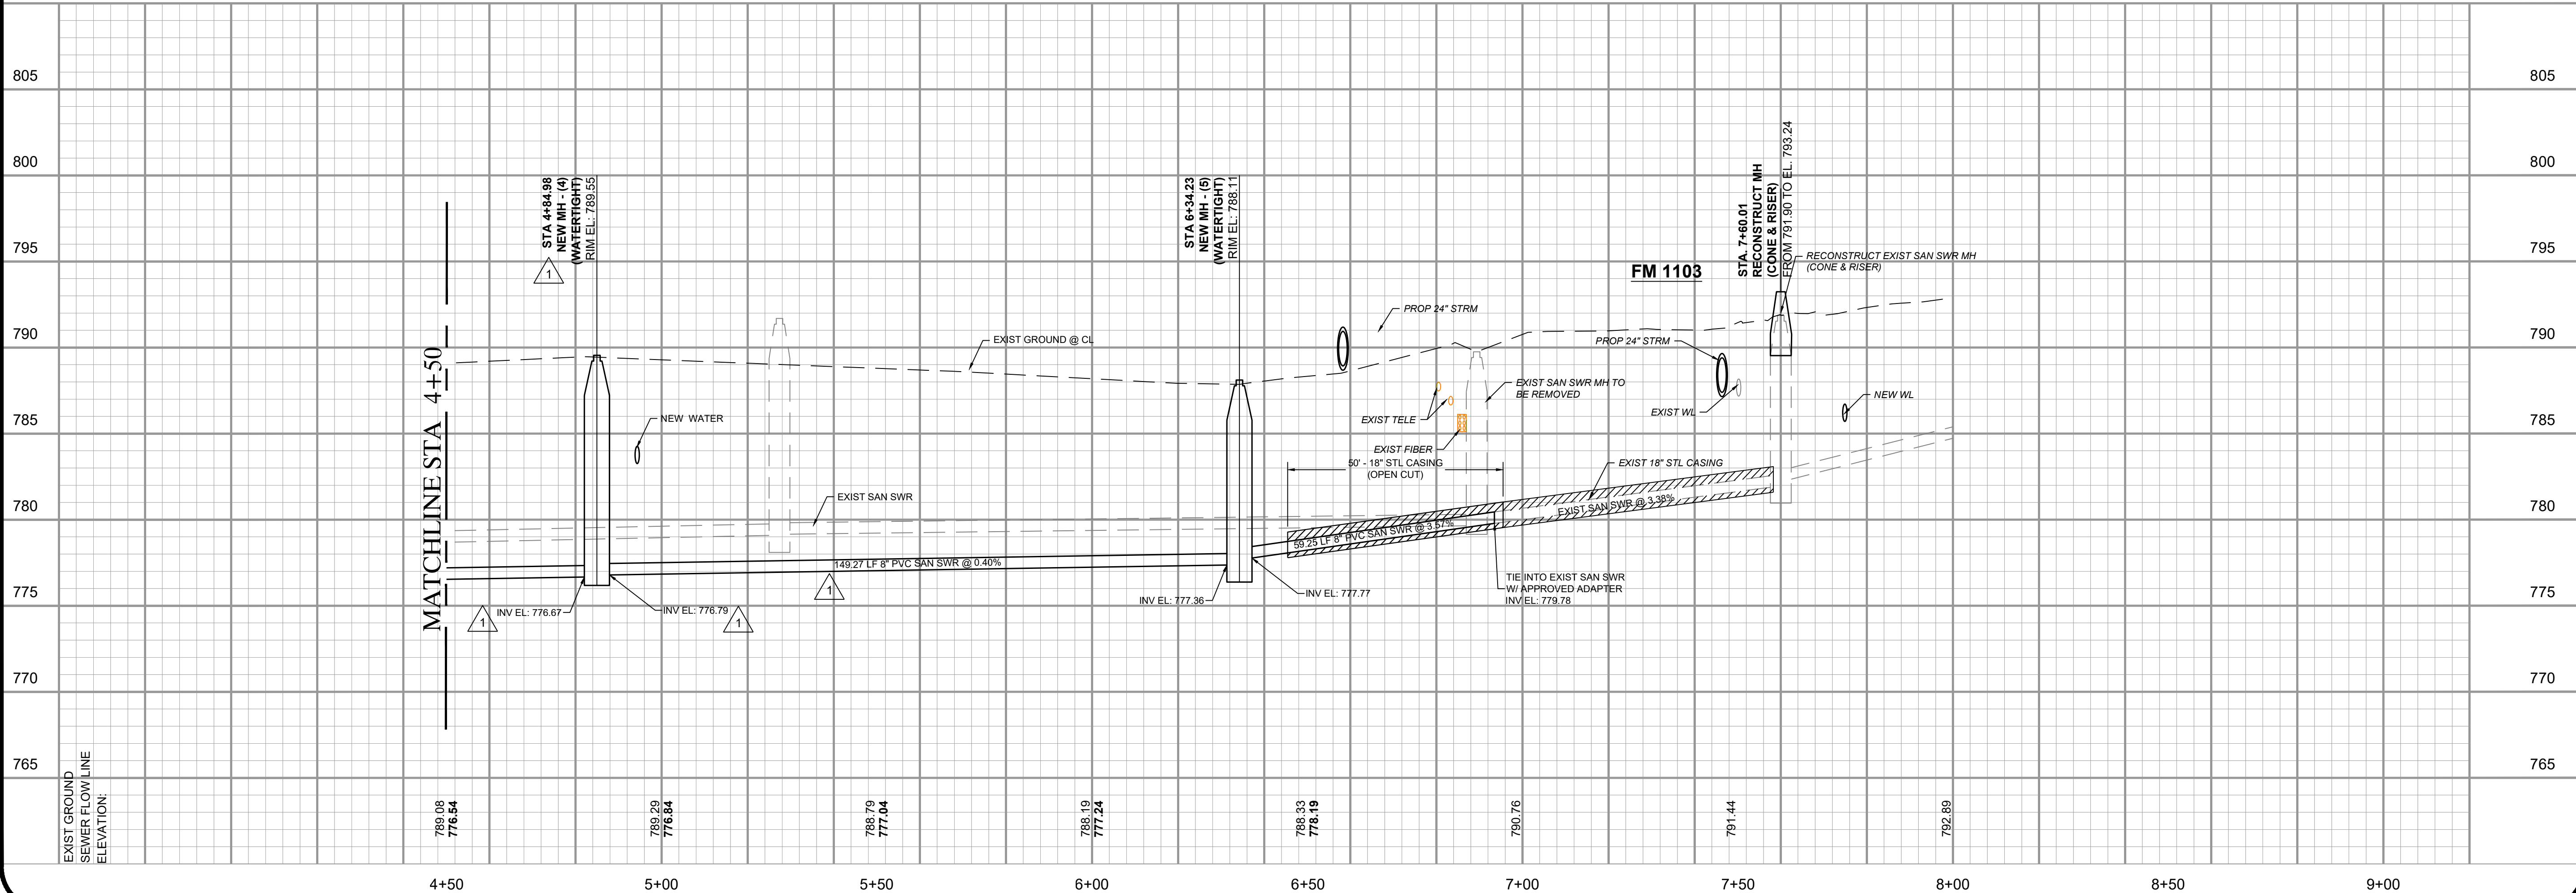 805
805
800
800
795
795
790
790
785
785
780
780
775
775
770
770
765
765
MATCHLINE STA 4+50
STA 4+84.98
NEW MH - (4)
(WATERTIGHT)
RIM EL: 789.55
1
NEW WATER
EXIST SAN SWR
EXIST GROUND @ CL
149.27 LF 8" PVC SAN SWR @ 0.40%
1
INV EL: 776.67
1
INV EL: 776.79
1
STA 6+34.23
NEW MH - (5)
(WATERTIGHT)
RIM EL: 788.11
INV EL: 777.36
INV EL: 777.77
PROP 24" STRM
EXIST TELE
EXIST FIBER
50' - 18" STL CASING
(OPEN CUT)
EXIST SAN SWR MH TO
BE REMOVED
59.25 LF 8" PVC SAN SWR @ 3.57%
TIE INTO EXIST SAN SWR
W/ APPROVED ADAPTER
INV EL: 779.78
FM 1103
PROP 24" STRM
EXIST WL
EXIST 18" STL CASING
EXIST SAN SWR @ 3.38%
STA. 7+60.01
RECONSTRUCT MH
(CONE & RISER)
FROM 791.90 TO EL. 793.24
RECONSTRUCT EXIST SAN SWR MH
(CONE & RISER)
NEW WL
EXIST GROUND
SEWER FLOW LINE
ELEVATION:
789.08
776.54
789.29
776.84
788.79
777.04
788.19
777.24
788.33
778.19
790.76
791.44
792.89
4+50
5+00
5+50
6+00
6+50
7+00
7+50
8+00
8+50
9+00